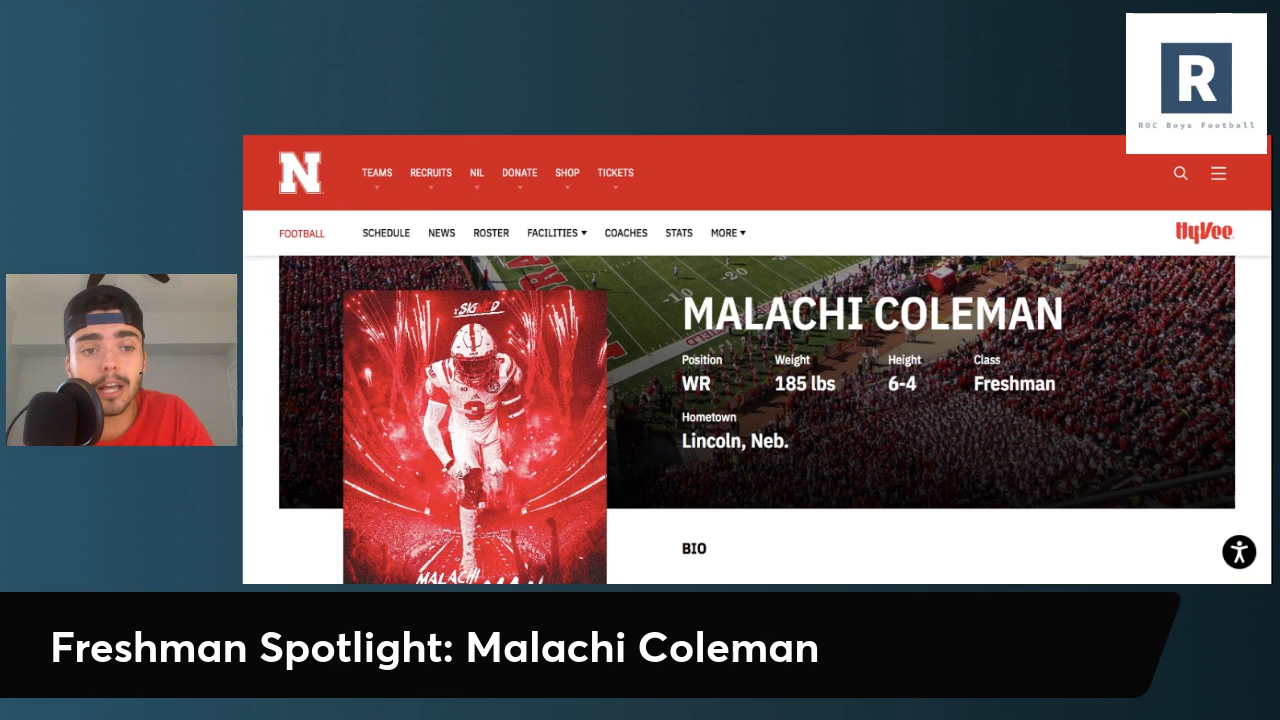 R
ROC Boys Football
N
TEAMS RECRUITS NIL DONATE SHOP TICKETS
FOOTBALL SCHEDULE NEWS ROSTER FACILITIES COACHES STATS MORE
HyVee
MALACHI COLEMAN
Position Weight Height Class
WR 185 lbs 6-4 Freshman
Hometown
Lincoln, Neb.
3
MALACHI
BIO
Freshman Spotlight: Malachi Coleman